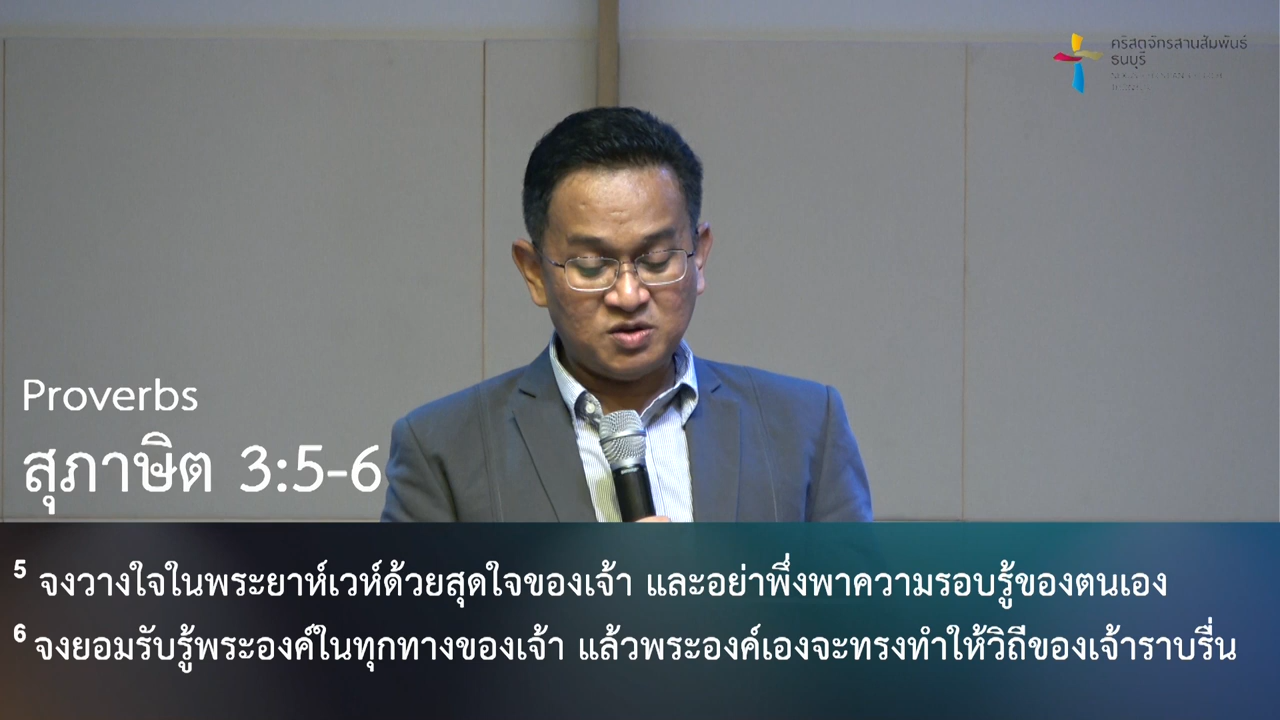 คริสตจักรสานสัมพันธ์
ธนบุรี
Proverbs
สุภาษิต 3:5-6
5 จงวางใจในพระยาห์เวห์ด้วยสุดใจของเจ้า และอย่าพึ่งพาความรอบรู้ของตนเอง
6 จงยอมรับรู้พระองค์ในทุกทางของเจ้า แล้วพระองค์เองจะทรงทำให้วิถีของเจ้าราบรื่น